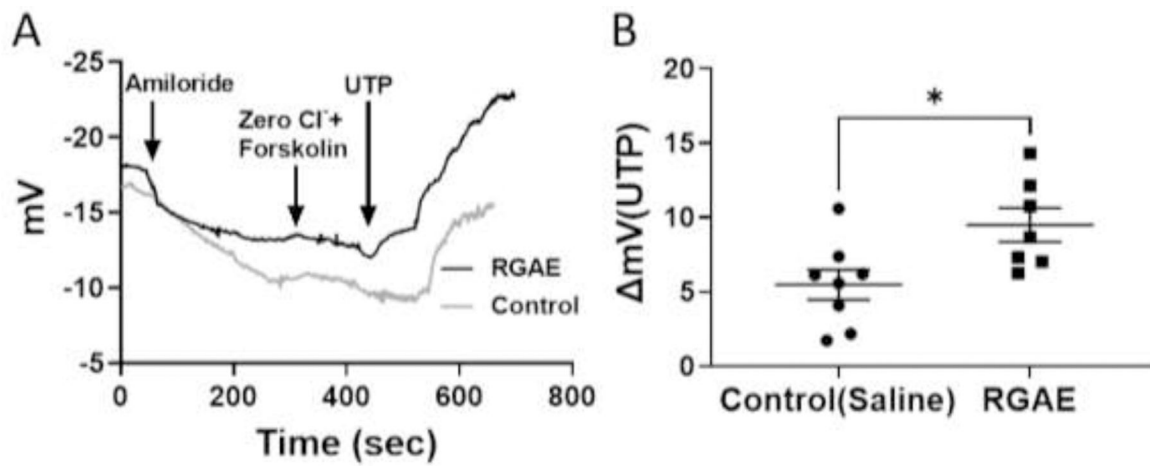 A
-25
-20
-15
-10
-5
mV
Amiloride
Zero Cl⁻+
Forskolin
UTP
RGAE
Control
0 200 400 600 800
Time (sec)
B
20
15
10
5
0
ΔmV(UTP)
*
Control(Saline) RGAE